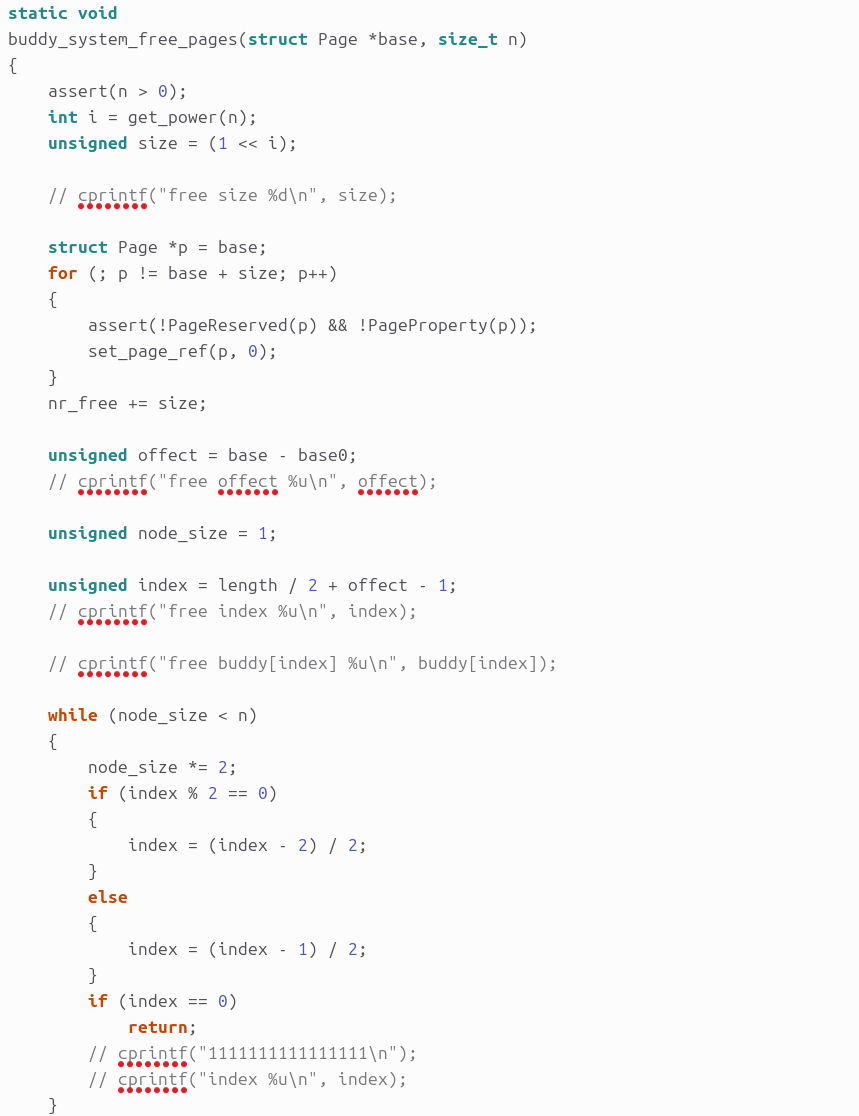 static void
buddy_system_free_pages(struct Page *base, size_t n)
{
    assert(n > 0);
    int i = get_power(n);
    unsigned size = (1 << i);

    // cprintf("free size %d\n", size);

    struct Page *p = base;
    for (; p != base + size; p++)
    {
        assert(!PageReserved(p) && !PageProperty(p));
        set_page_ref(p, 0);
    }
    nr_free += size;

    unsigned offect = base - base0;
    // cprintf("free offect %u\n", offect);

    unsigned node_size = 1;

    unsigned index = length / 2 + offect - 1;
    // cprintf("free index %u\n", index);

    // cprintf("free buddy[index] %u\n", buddy[index]);

    while (node_size < n)
    {
        node_size *= 2;
        if (index % 2 == 0)
        {
            index = (index - 2) / 2;
        }
        else
        {
            index = (index - 1) / 2;
        }
        if (index == 0)
            return;
        // cprintf("1111111111111111\n");
        // cprintf("index %u\n", index);
    }